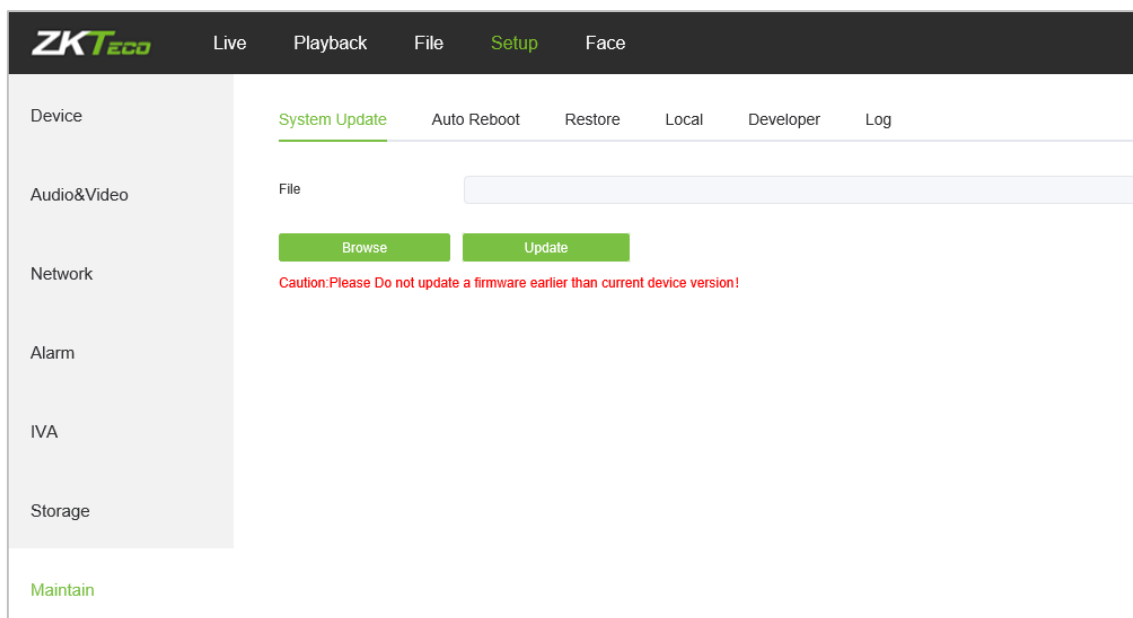 ZKTeco Live Playback File Setup Face
Device
System Update Auto Reboot Restore Local Developer Log
Audio&Video
File
Browse Update
Network
Caution:Please Do not update a firmware earlier than current device version!
Alarm
IVA
Storage
Maintain